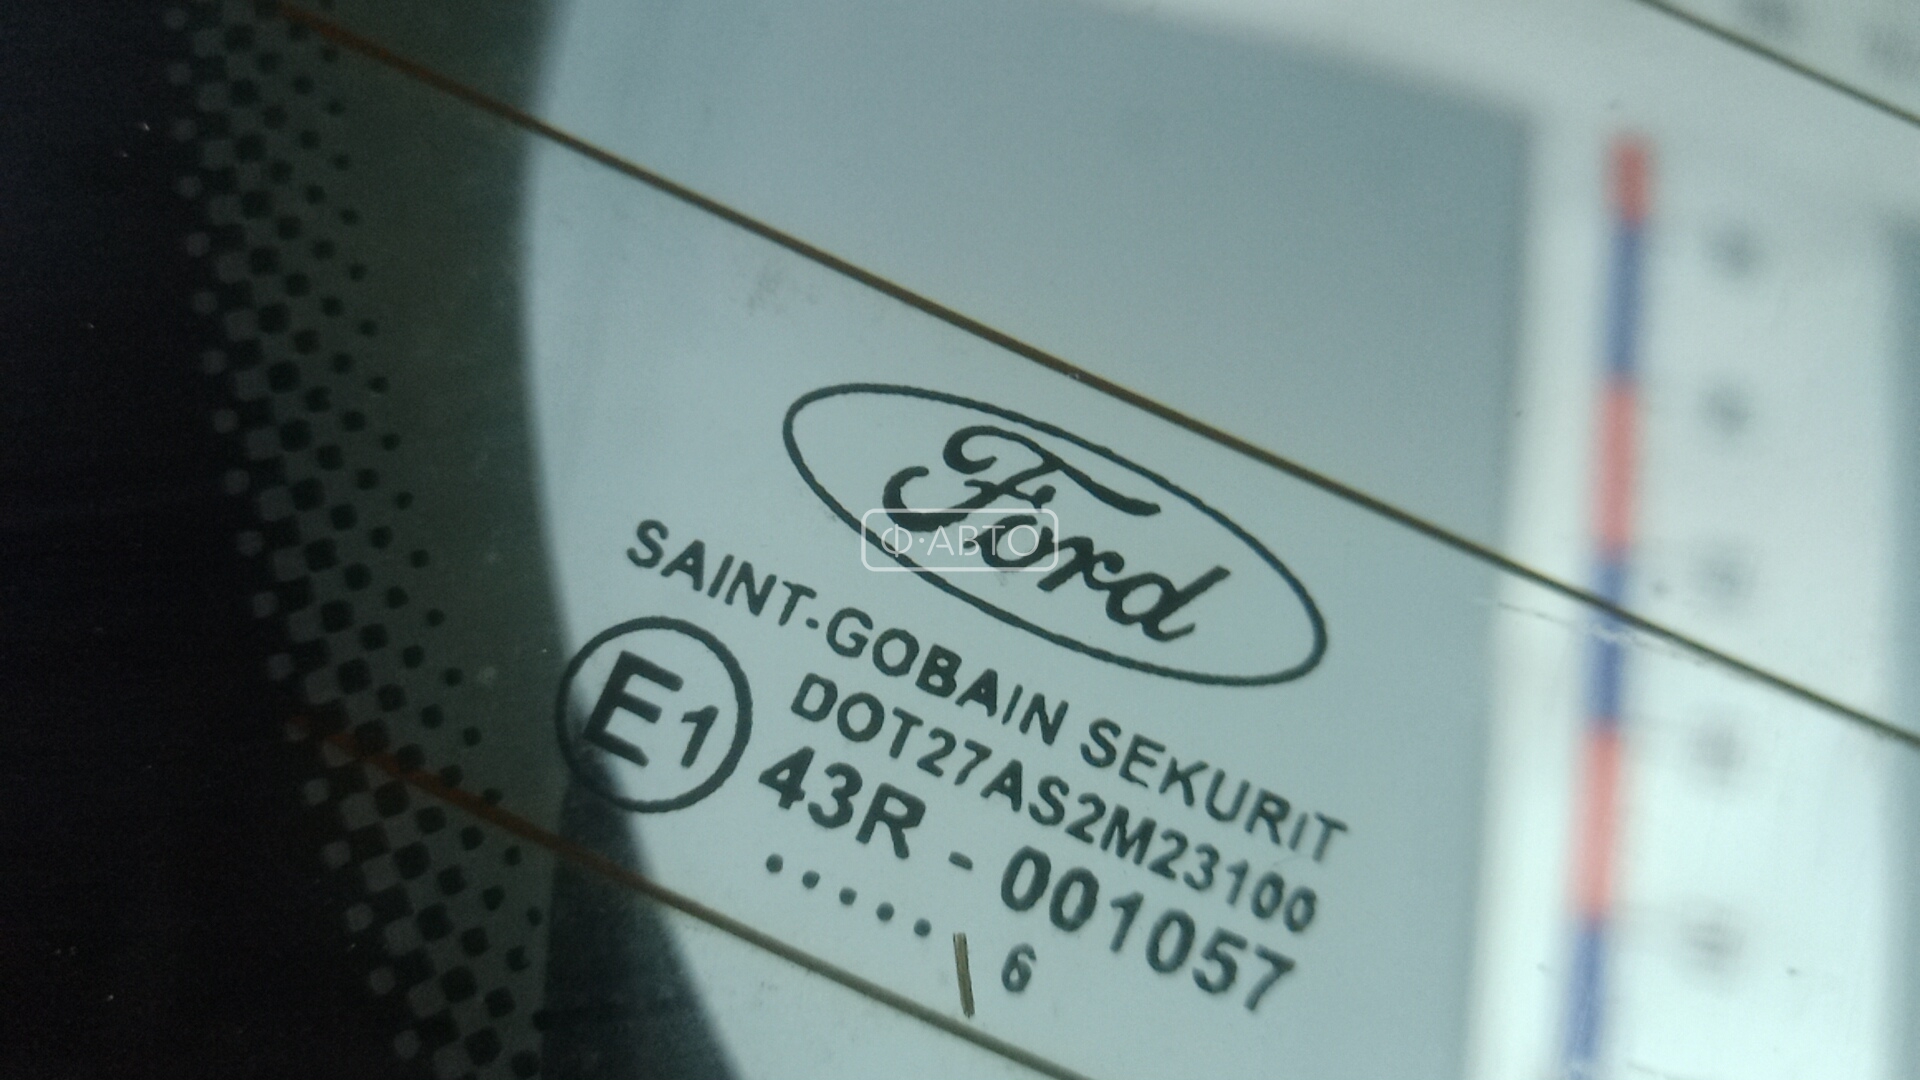 Ford
Ф·АВТО
SAINT-GOBAIN SEKURIT
DOT27AS2M23100
E1
43R - 001057
..... 6